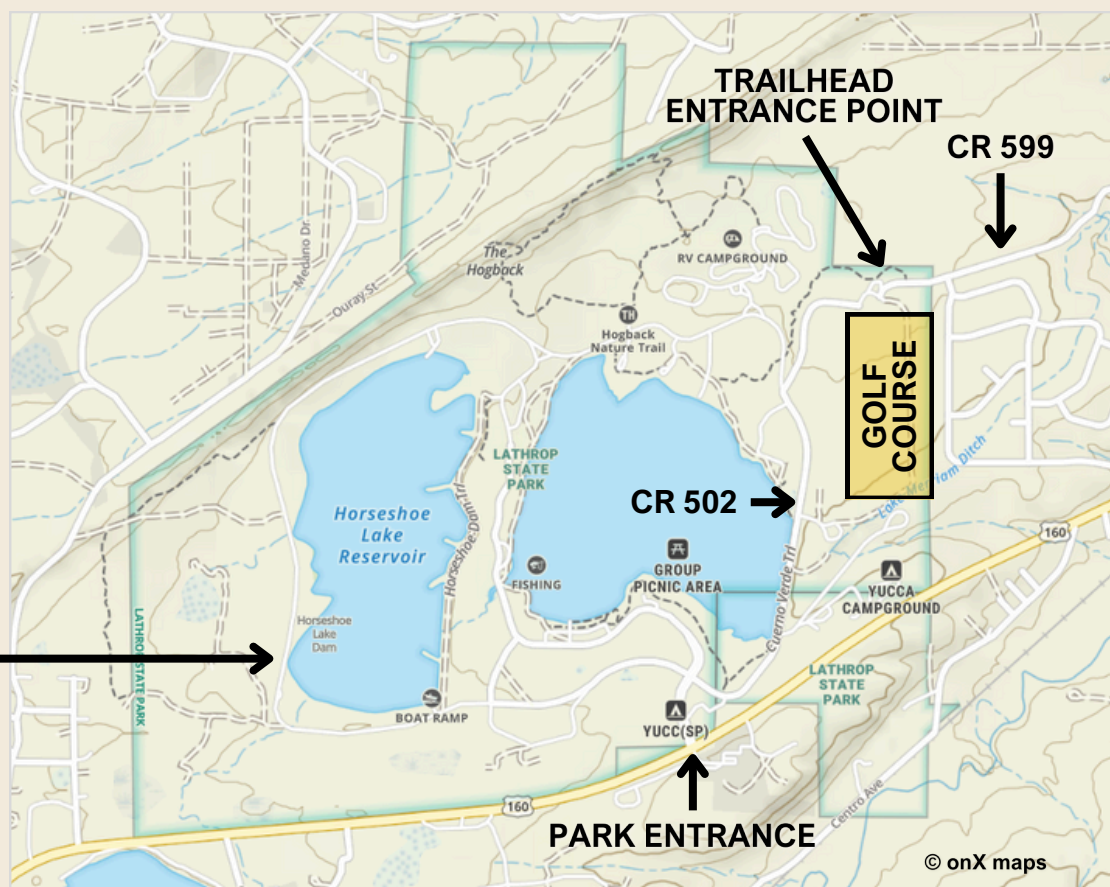 TRAILHEAD
ENTRANCE POINT
CR 599
Medano Dr
The
Hogback
RV CAMPGROUND
Ouray St
TH
Hogback
Nature Trail
GOLF
COURSE
LATHROP
STATE
PARK
CR 502
Horseshoe
Lake
Reservoir
Horseshoe Dam Trl
Lake Merriam Ditch
160
FISHING
GROUP
PICNIC AREA
YUCCA
CAMPGROUND
Cuerno Verde Trl
Horseshoe
Lake
Dam
LATHROP STATE PARK
LATHROP
STATE
PARK
BOAT RAMP
YUCC(SP)
160
Centro Ave
PARK ENTRANCE
© onX maps